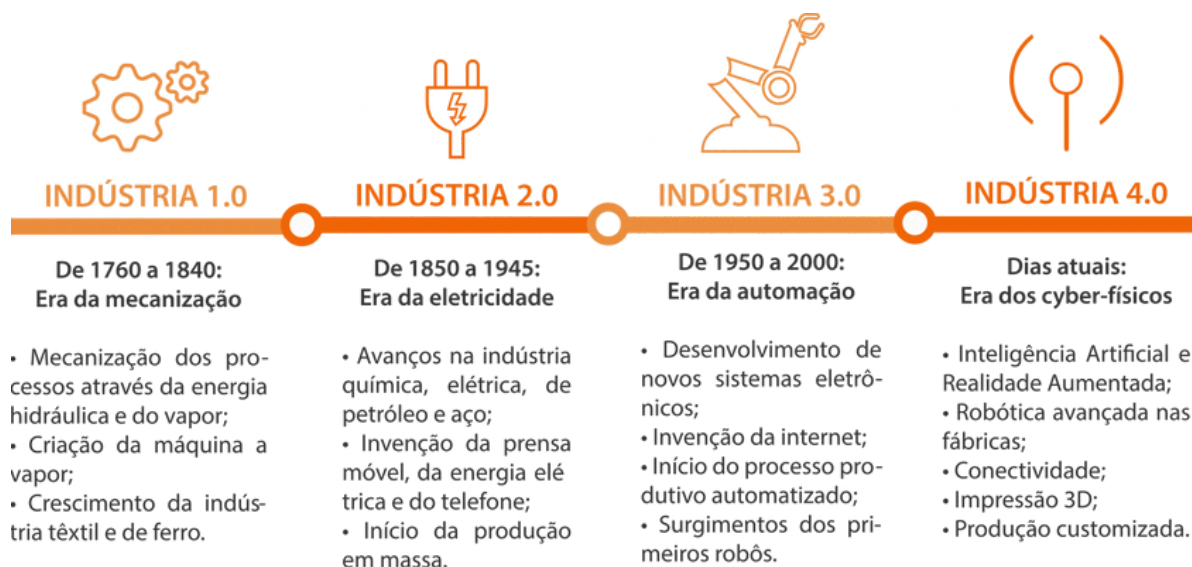 INDÚSTRIA 1.0
De 1760 a 1840:
Era da mecanização
• Mecanização dos pro-
cessos através da energia
hidráulica e do vapor;
• Criação da máquina a
vapor;
• Crescimento da indús-
tria têxtil e de ferro.
INDÚSTRIA 2.0
De 1850 a 1945:
Era da eletricidade
• Avanços na indústria
química, elétrica, de
petróleo e aço;
• Invenção da prensa
móvel, da energia elé
trica e do telefone;
• Início da produção
em massa.
INDÚSTRIA 3.0
De 1950 a 2000:
Era da automação
• Desenvolvimento de
novos sistemas eletrô-
nicos;
• Invenção da internet;
• Início do processo pro-
dutivo automatizado;
• Surgimentos dos pri-
meiros robôs.
INDÚSTRIA 4.0
Dias atuais:
Era dos cyber-físicos
• Inteligência Artificial e
Realidade Aumentada;
• Robótica avançada nas
fábricas;
• Conectividade;
• Impressão 3D;
• Produção customizada.